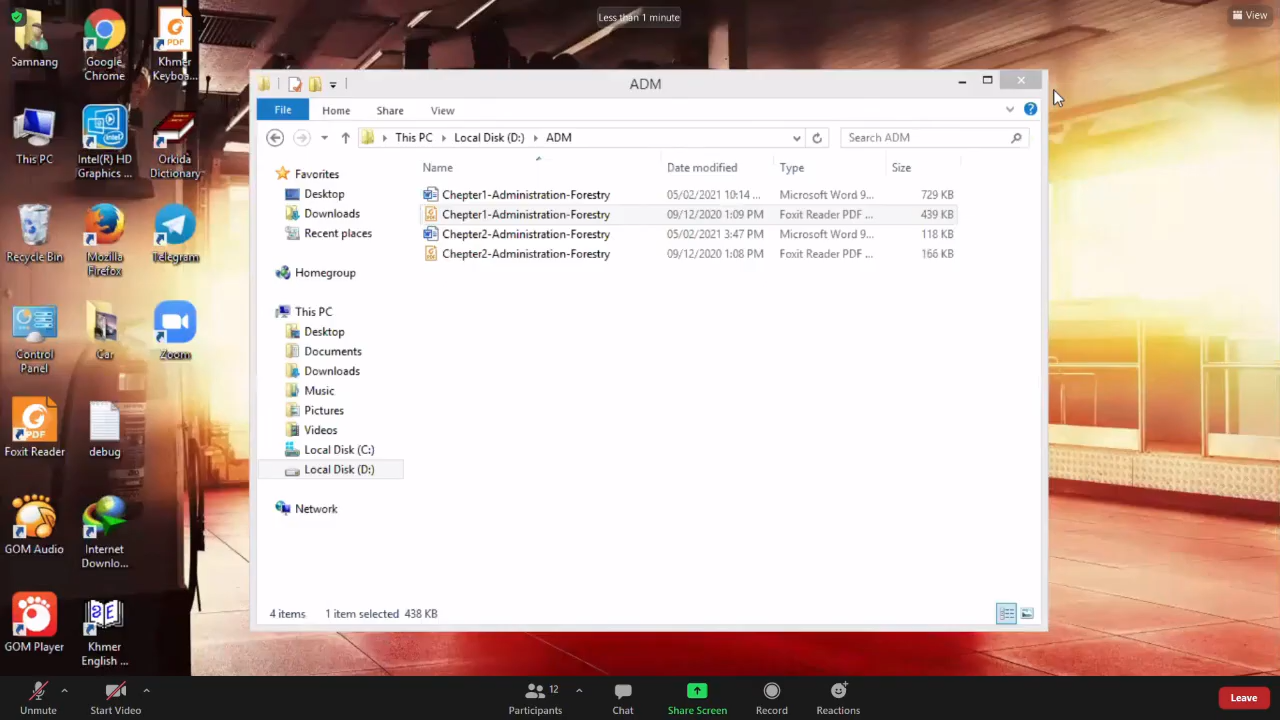 Less than 1 minute
View
Samnang
Google
Chrome
PDF
Khmer
Keyboa...
This PC
Intel(R) HD
Graphics ...
Orkida
Dictionary
Recycle Bin
Mozilla
Firefox
Telegram
Control
Panel
Car
Zoom
PDF
Foxit Reader
debug
GOM Audio
Internet
Downlo...
GOM Player
Khmer
English ...
ADM
File Home Share View
This PC Local Disk (D:) ADM
Search ADM
Name Date modified Type Size
Chepter1-Administration-Forestry 05/02/2021 10:14 ... Microsoft Word 9... 729 KB
Chepter1-Administration-Forestry 09/12/2020 1:09 PM Foxit Reader PDF ... 439 KB
Chepter2-Administration-Forestry 05/02/2021 3:47 PM Microsoft Word 9... 118 KB
Chepter2-Administration-Forestry 09/12/2020 1:08 PM Foxit Reader PDF ... 166 KB
Favorites
Desktop
Downloads
Recent places
Homegroup
This PC
Desktop
Documents
Downloads
Music
Pictures
Videos
Local Disk (C:)
Local Disk (D:)
Network
4 items 1 item selected 438 KB
Unmute
Start Video
12
Participants
Chat
Share Screen
Record
Reactions
Leave